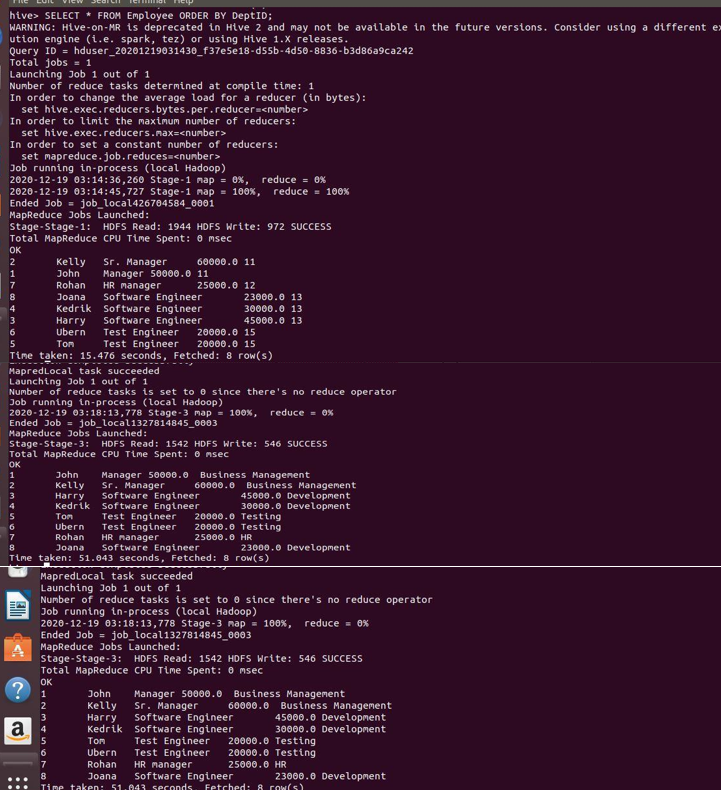 File Edit View Search Terminal Help
hive> SELECT * FROM Employee ORDER BY DeptID;
WARNING: Hive-on-MR is deprecated in Hive 2 and may not be available in the future versions. Consider using a different ex
tion engine (i.e. spark, tez) or using Hive 1.X releases.
Query ID = hduser_20201219031430_f37e5e18-d55b-4d50-8836-b3d86a9ca242
Total jobs = 1
Launching Job 1 out of 1
Number of reduce tasks determined at compile time: 1
In order to change the average load for a reducer (in bytes):
  set hive.exec.reducers.bytes.per.reducer=<number>
In order to limit the maximum number of reducers:
  set hive.exec.reducers.max=<number>
In order to set a constant number of reducers:
  set mapreduce.job.reduces=<number>
Job running in-process (local Hadoop)
2020-12-19 03:14:36,260 Stage-1 map = 0%,  reduce = 0%
2020-12-19 03:14:45,727 Stage-1 map = 100%,  reduce = 100%
Ended Job = job_local426704584_0001
MapReduce Jobs Launched:
Stage-Stage-1:  HDFS Read: 1944 HDFS Write: 972 SUCCESS
Total MapReduce CPU Time Spent: 0 msec
OK
2 Kelly Sr. Manager 60000.0 11
1 John Manager 50000.0 11
7 Rohan HR manager 25000.0 12
8 Joana Software Engineer 23000.0 13
4 Kedrik Software Engineer 30000.0 13
3 Harry Software Engineer 45000.0 13
6 Ubern Test Engineer 20000.0 15
5 Tom Test Engineer 20000.0 15
Time taken: 15.476 seconds, Fetched: 8 row(s)
MapredLocal task succeeded
Launching Job 1 out of 1
Number of reduce tasks is set to 0 since there's no reduce operator
Job running in-process (local Hadoop)
2020-12-19 03:18:13,778 Stage-3 map = 100%,  reduce = 0%
Ended Job = job_local1327814845_0003
MapReduce Jobs Launched:
Stage-Stage-3:  HDFS Read: 1542 HDFS Write: 546 SUCCESS
Total MapReduce CPU Time Spent: 0 msec
OK
1 John Manager 50000.0 Business Management
2 Kelly Sr. Manager 60000.0 Business Management
3 Harry Software Engineer 45000.0 Development
4 Kedrik Software Engineer 30000.0 Development
5 Tom Test Engineer 20000.0 Testing
6 Ubern Test Engineer 20000.0 Testing
7 Rohan HR manager 25000.0 HR
8 Joana Software Engineer 23000.0 Development
Time taken: 51.043 seconds, Fetched: 8 row(s)
MapredLocal task succeeded
Launching Job 1 out of 1
Number of reduce tasks is set to 0 since there's no reduce operator
Job running in-process (local Hadoop)
2020-12-19 03:18:13,778 Stage-3 map = 100%,  reduce = 0%
Ended Job = job_local1327814845_0003
MapReduce Jobs Launched:
Stage-Stage-3:  HDFS Read: 1542 HDFS Write: 546 SUCCESS
Total MapReduce CPU Time Spent: 0 msec
OK
1 John Manager 50000.0 Business Management
2 Kelly Sr. Manager 60000.0 Business Management
3 Harry Software Engineer 45000.0 Development
4 Kedrik Software Engineer 30000.0 Development
5 Tom Test Engineer 20000.0 Testing
6 Ubern Test Engineer 20000.0 Testing
7 Rohan HR manager 25000.0 HR
8 Joana Software Engineer 23000.0 Development
Time taken: 51.043 seconds, Fetched: 8 row(s)